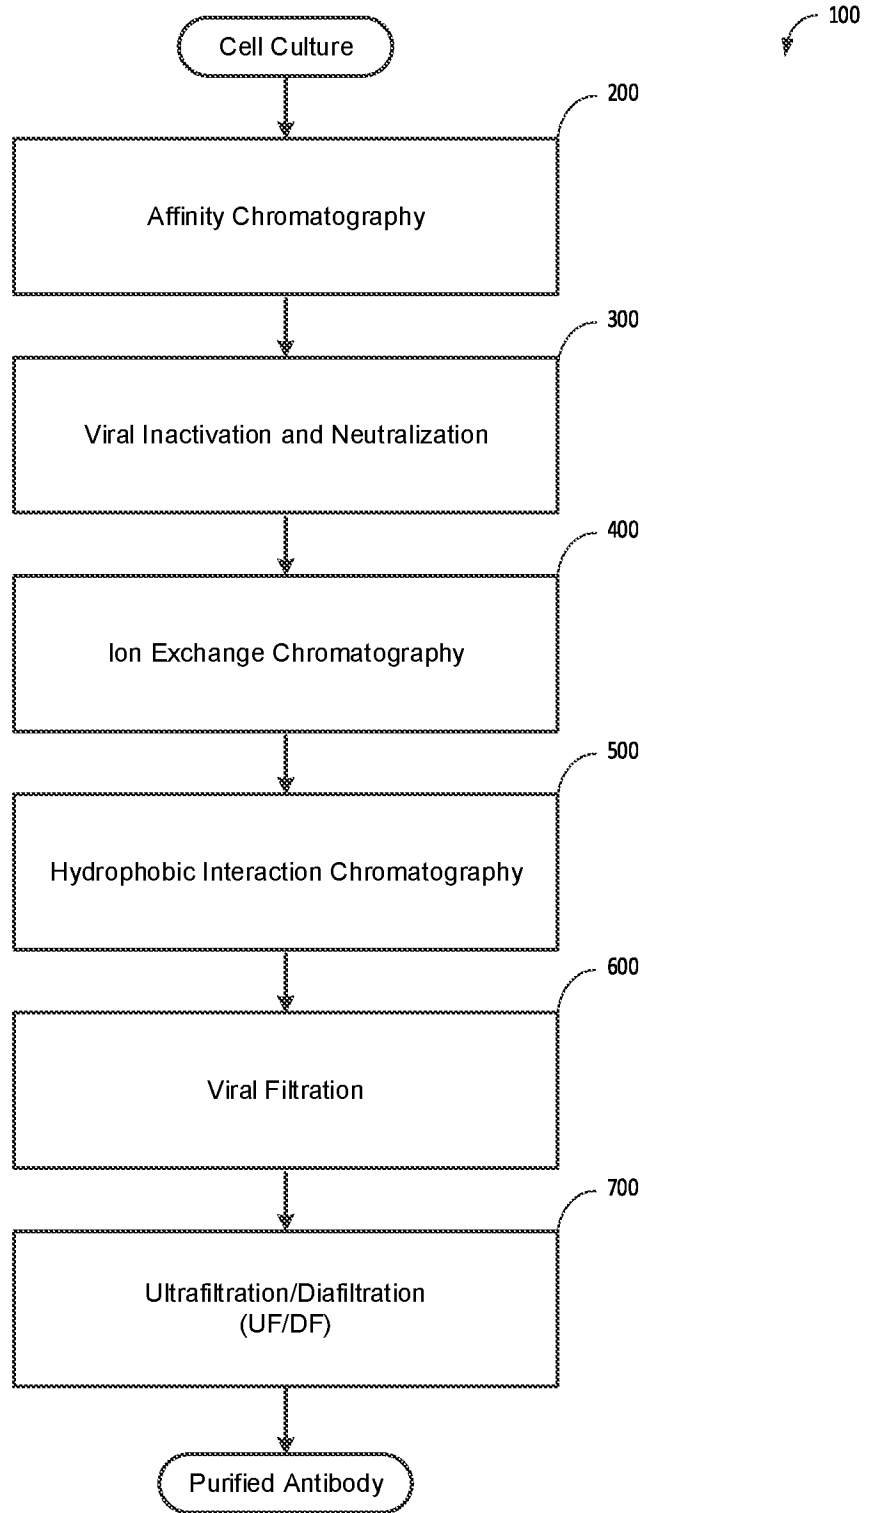 100
Cell Culture
200
Affinity Chromatography
300
Viral Inactivation and Neutralization
400
Ion Exchange Chromatography
500
Hydrophobic Interaction Chromatography
600
Viral Filtration
700
Ultrafiltration/Diafiltration
(UF/DF)
Purified Antibody